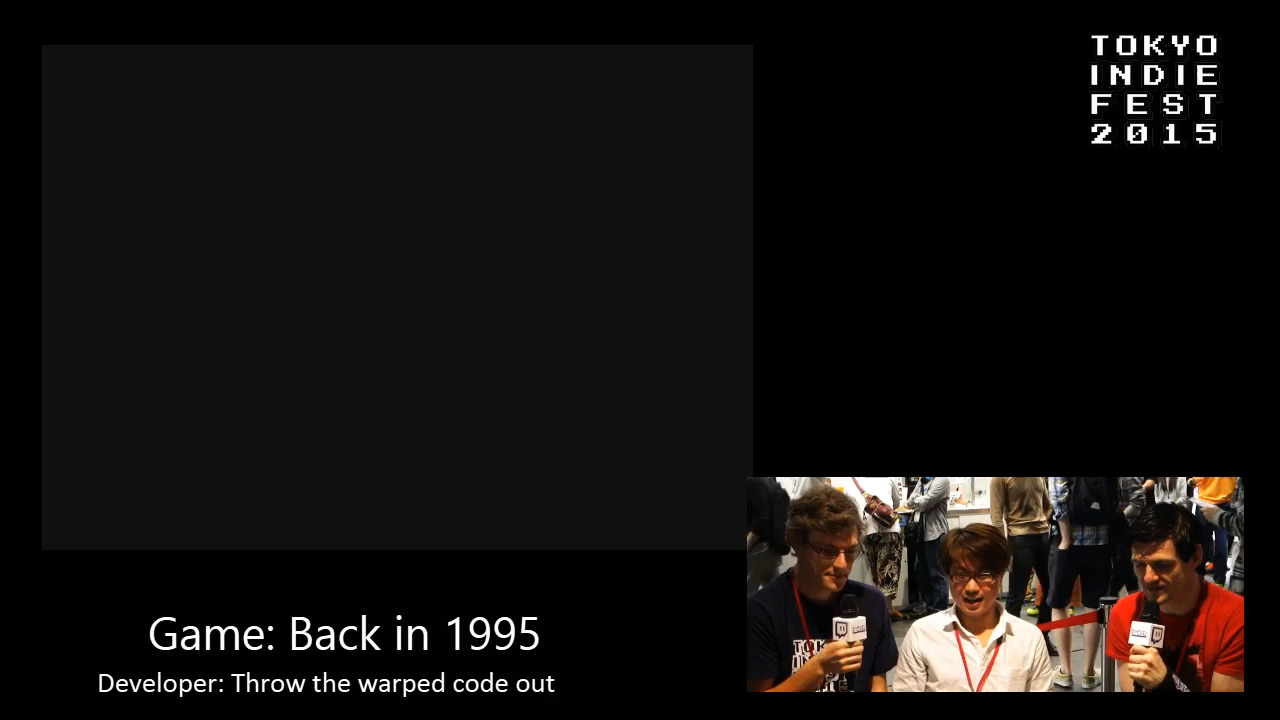 TOKYO
INDIE
FEST
2015
Game: Back in 1995
Developer: Throw the warped code out